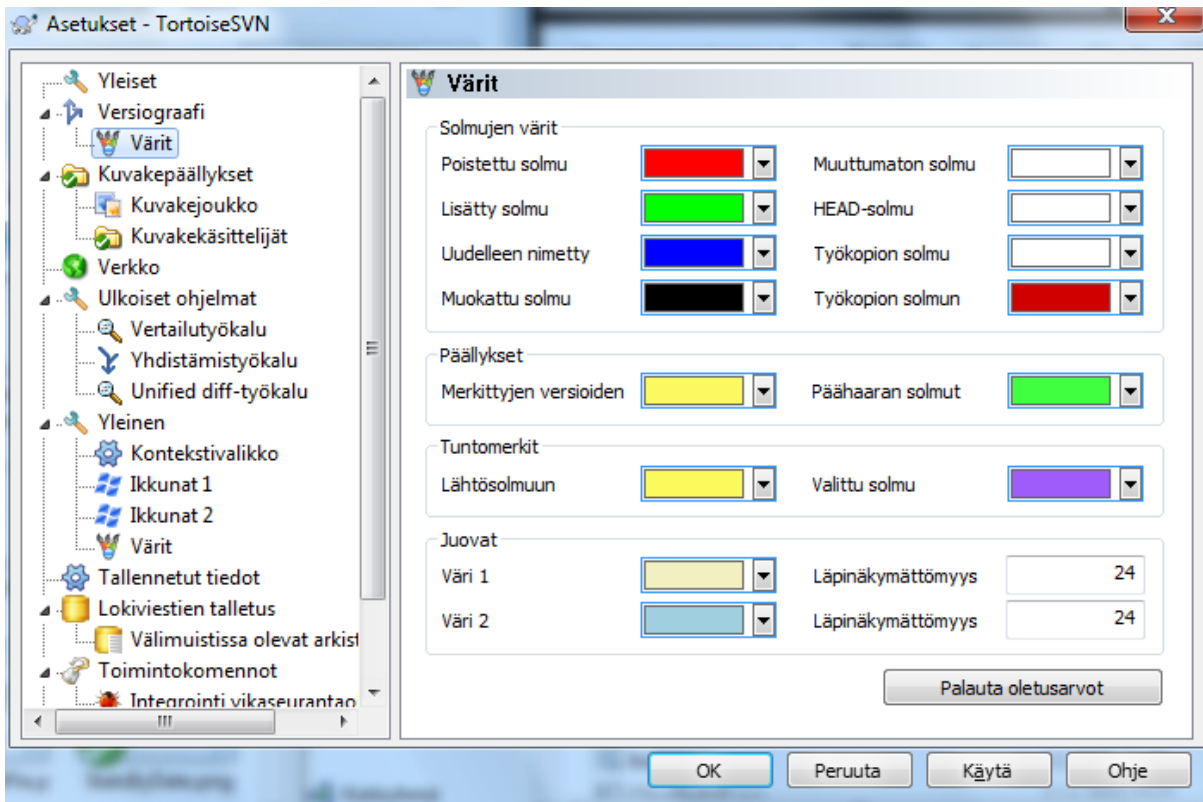 Asetukset - TortoiseSVN
Yleiset
Versiograafi
Värit
Kuvakepäällykset
Kuvakejoukko
Kuvakekäsittelijät
Verkko
Ulkoiset ohjelmat
Vertailutyökalu
Yhdistämistyökalu
Unified diff-työkalu
Yleinen
Kontekstivalikko
Ikkunat 1
Ikkunat 2
Värit
Tallennetut tiedot
Lokiviestien talletus
Välimuistissa olevat arkist
Toimintokomennot
Integrointi vikaseurantao
Värit
Solmujen värit
Poistettu solmu
Muuttumaton solmu
Lisätty solmu
HEAD-solmu
Uudelleen nimetty
Työkopion solmu
Muokattu solmu
Työkopion solmun
Päällykset
Merkittyjen versioiden
Päähaaran solmut
Tuntomerkit
Lähtösolmuun
Valittu solmu
Juovat
Väri 1
Läpinäkymättömyys 24
Väri 2
Läpinäkymättömyys 24
Palauta oletusarvot
OK
Peruuta
Käytä
Ohje